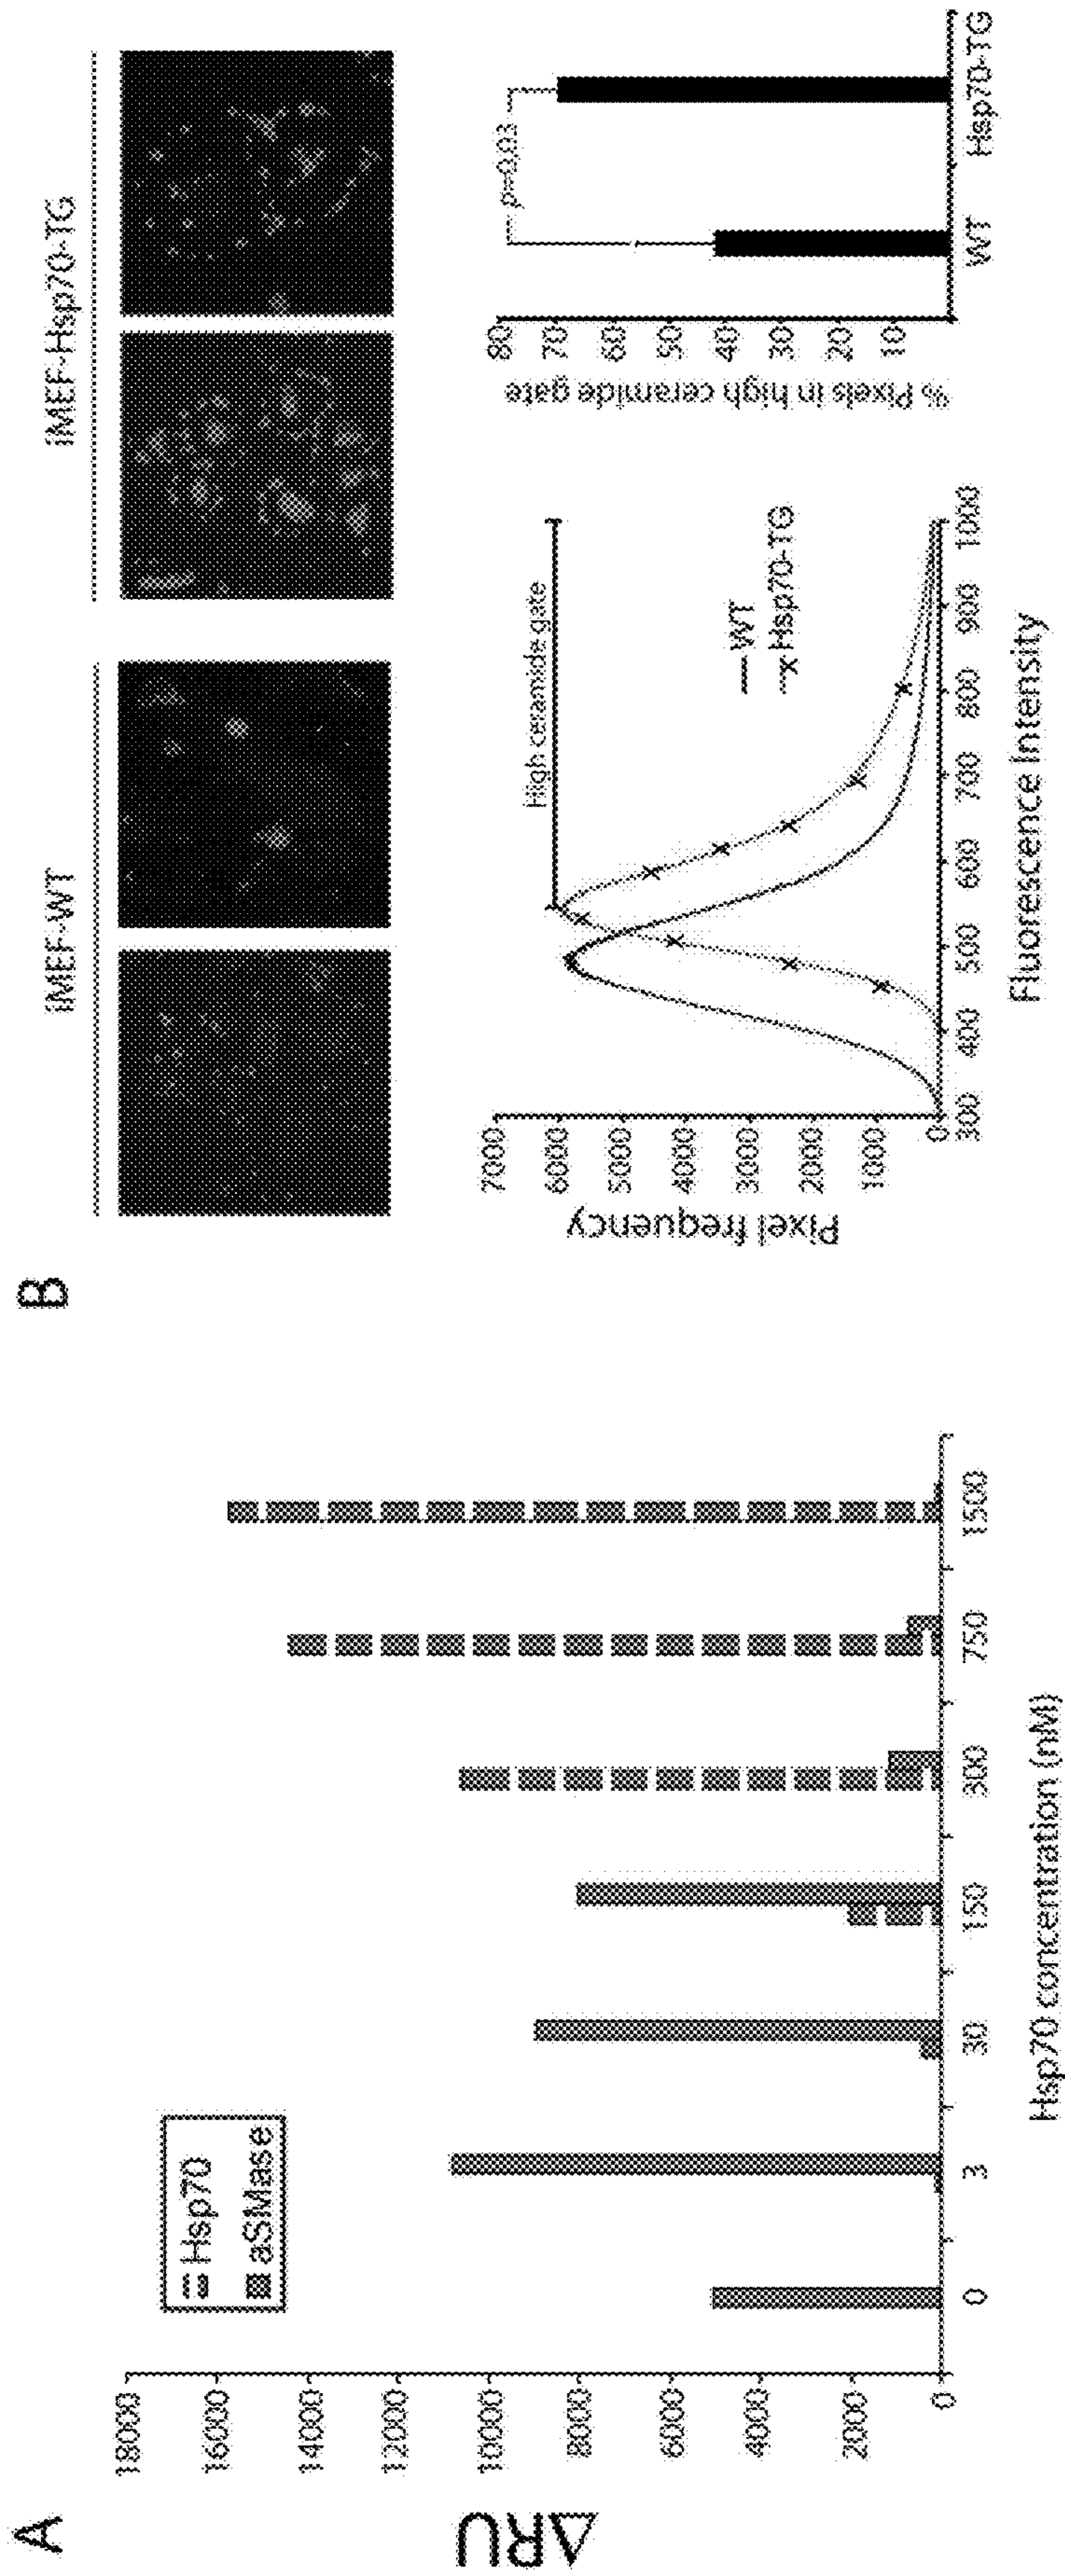 A
ΔRU
18000
16000
14000
12000
10000
8000
6000
4000
2000
0
Hsp70
aSMase
0
3
30
150
300
750
1500
Hsp70 concentration (nM)
B
iMEF-WT
iMEF-Hsp70-TG
Pixel frequency
7000
6000
5000
4000
3000
2000
1000
0
High ceramide gate
WT
Hsp70-TG
300
400
500
600
700
800
900
1000
Fluorescence Intensity
% Pixels in high ceramide gate
80
70
60
50
40
30
20
10
p=0.03
WT
Hsp70-TG